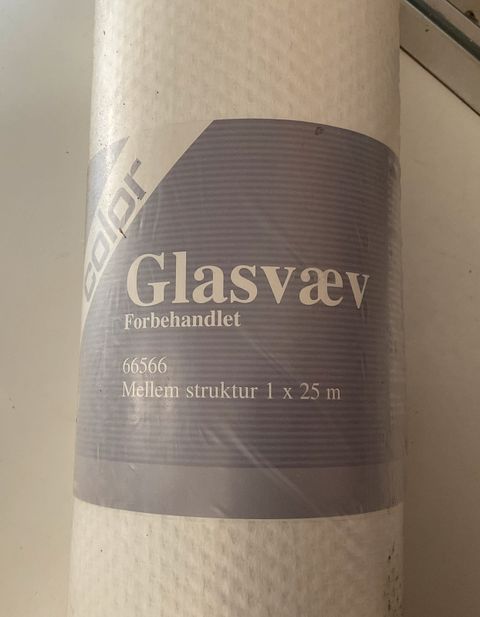 color
Glasvæv
Forbehandlet
66566
Mellem struktur 1 x 25 m